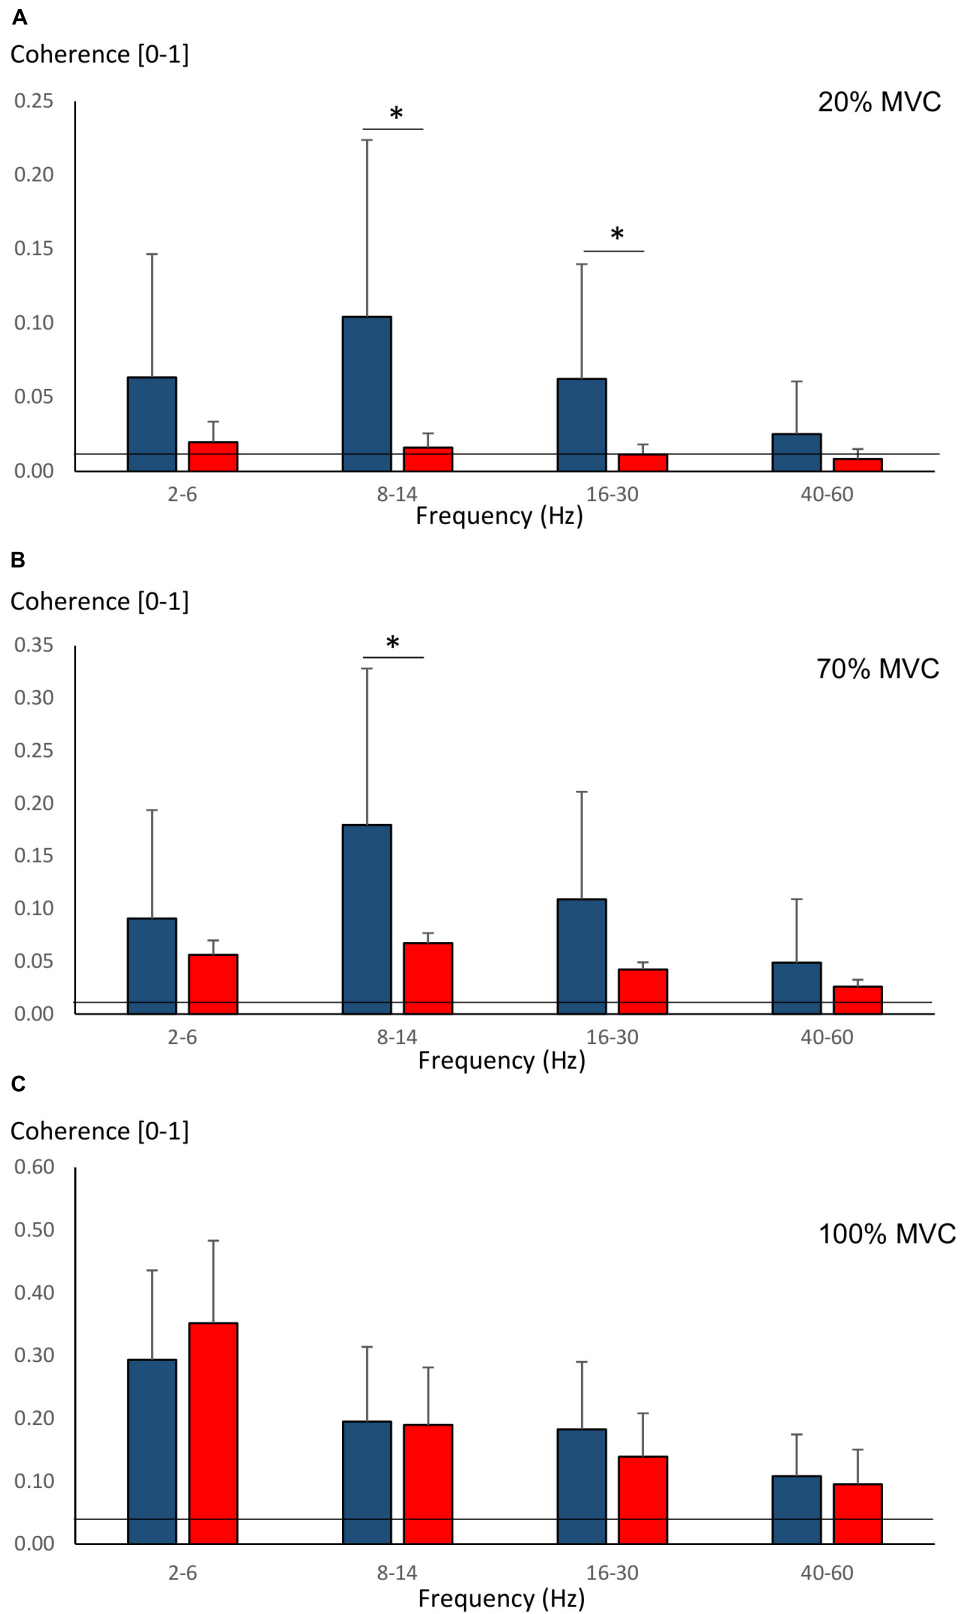 A
Coherence [0-1]
20% MVC
0.25
*
0.20
0.15
*
0.10
0.05
0.00
2-6 8-14 16-30 40-60
Frequency (Hz)
B
Coherence [0-1]
0.35
*
70% MVC
0.30
0.25
0.20
0.15
0.10
0.05
0.00
2-6 8-14 16-30 40-60
Frequency (Hz)
C
Coherence [0-1]
0.60
0.50
100% MVC
0.40
0.30
0.20
0.10
0.00
2-6 8-14 16-30 40-60
Frequency (Hz)